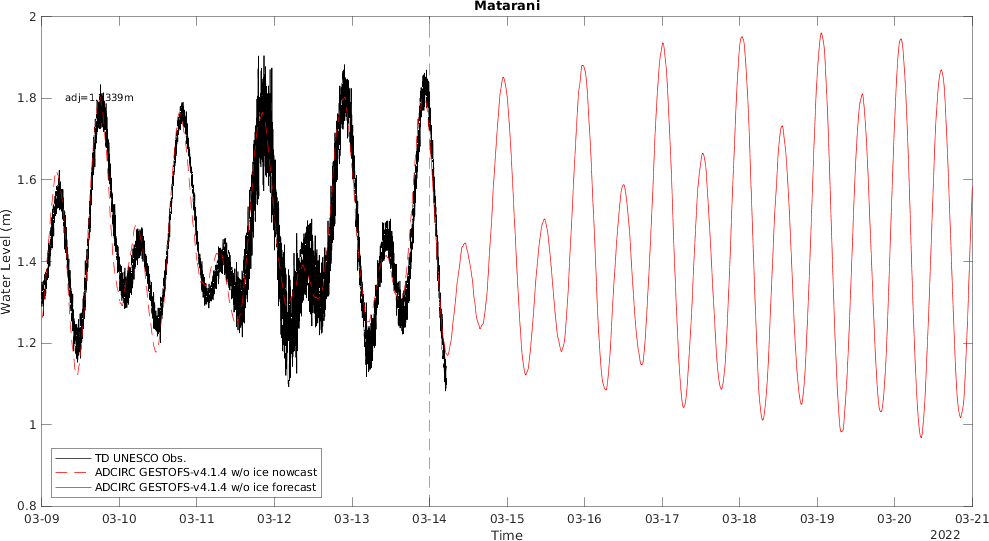 Matarani
2
1.8
1.6
1.4
1.2
1
0.8
Water Level (m)
TD UNESCO Obs.
ADCIRC GESTOFS-v4.1.4 w/o ice nowcast
ADCIRC GESTOFS-v4.1.4 w/o ice forecast
03-09 03-10 03-11 03-12 03-13 03-14 03-15 03-16 03-17 03-18 03-19 03-20 03-21
Time
2022